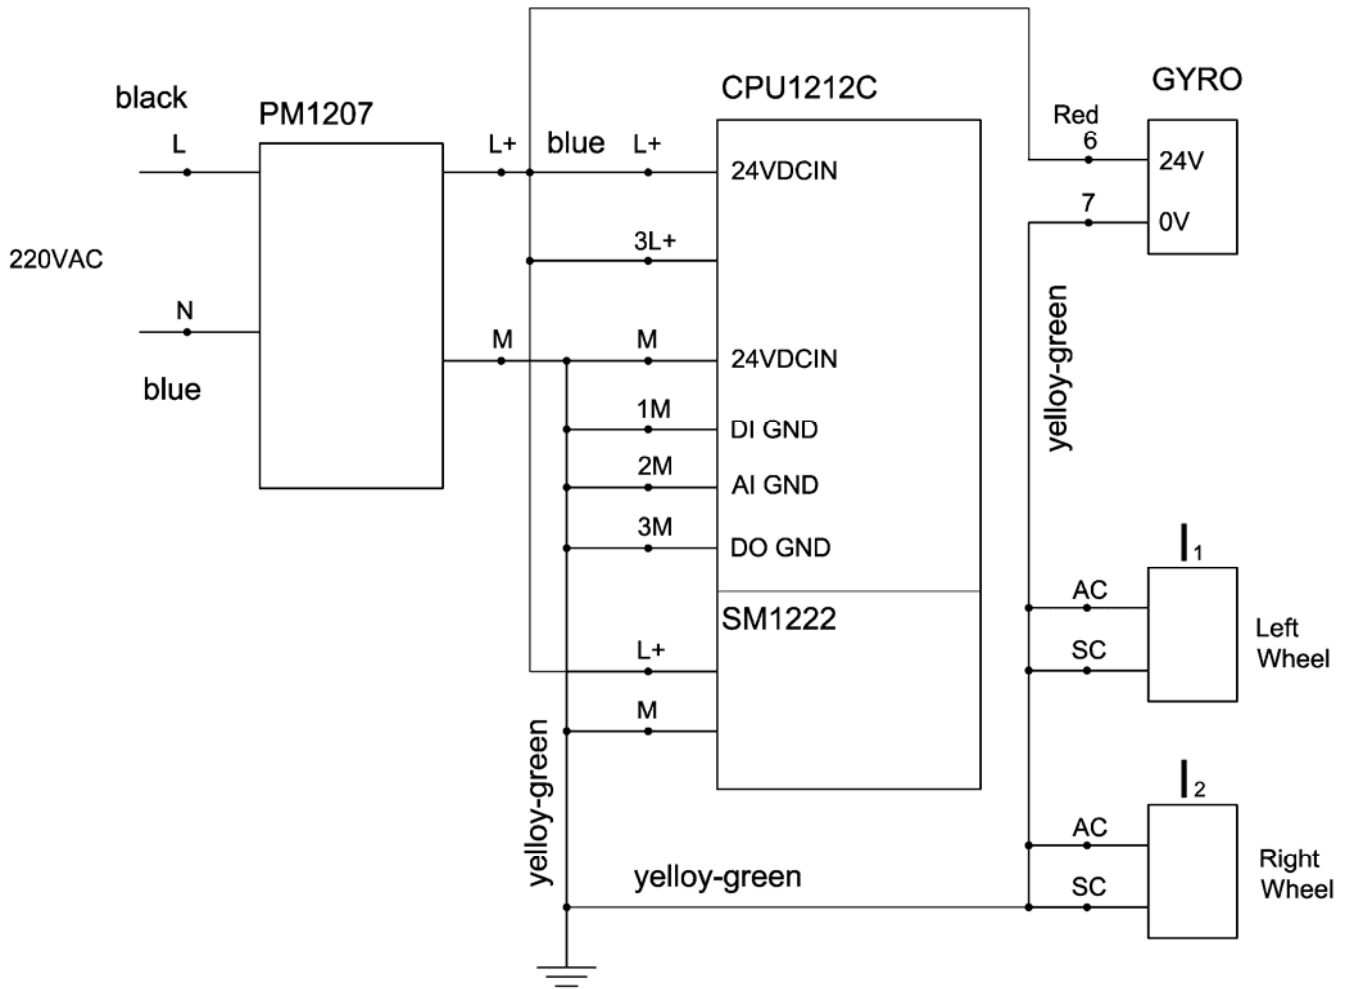 CPU1212C
GYRO
black
PM1207
Red
L
L+
blue
L+
6
24VDCIN
24V
7
0V
3L+
220VAC
N
M
M
24VDCIN
blue
yelloy-green
1M
DI GND
2M
AI GND
3M
DO GND
I1
AC
SM1222
Left
Wheel
L+
SC
M
yelloy-green
I2
AC
yelloy-green
Right
Wheel
SC